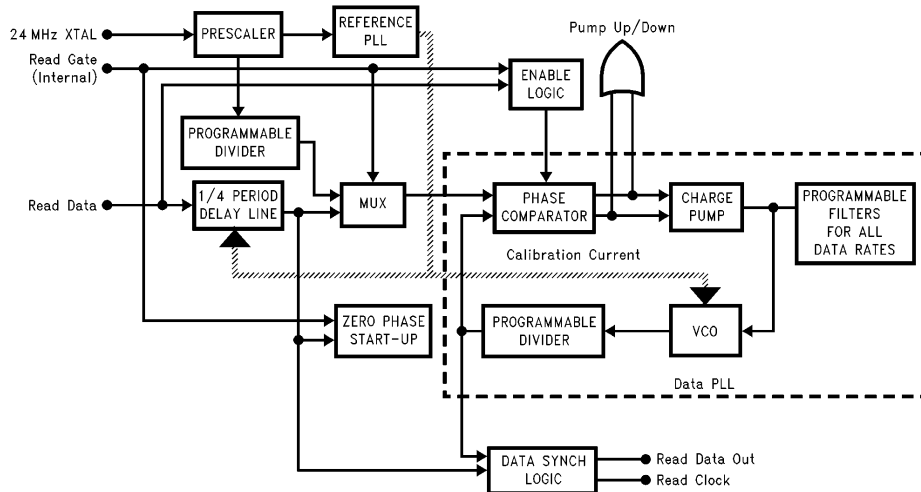 24 MHz XTAL
PRESCALER
REFERENCE
PLL
Pump Up/Down
Read Gate
(Internal)
ENABLE
LOGIC
PROGRAMMABLE
DIVIDER
Read Data
1/4 PERIOD
DELAY LINE
MUX
PHASE
COMPARATOR
CHARGE
PUMP
PROGRAMMABLE
FILTERS
FOR ALL
DATA RATES
Calibration Current
ZERO PHASE
START-UP
PROGRAMMABLE
DIVIDER
VCO
Data PLL
DATA SYNCH
LOGIC
Read Data Out
Read Clock